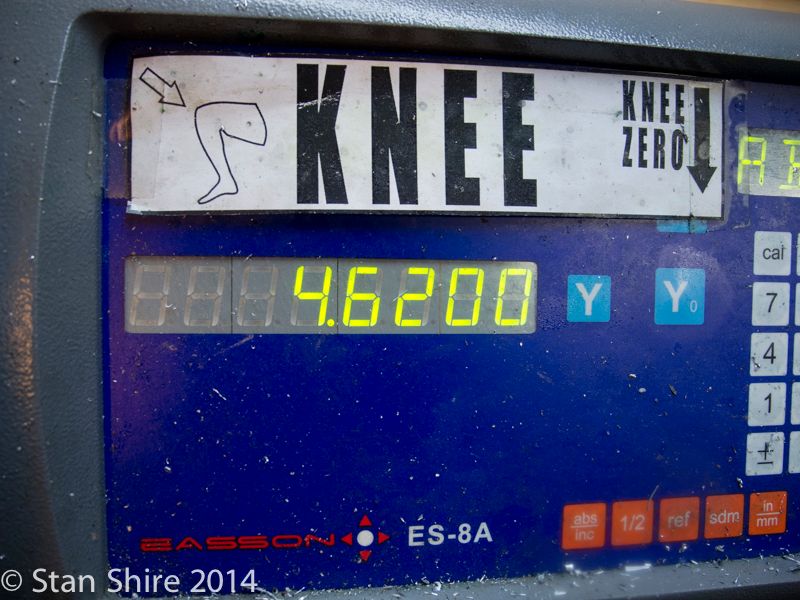 KNEE
KNEE
ZERO
4.6200
Y
Y0
cal
7
4
1
±
abs
inc
1/2
ref
sdm
in
mm
EASSON
ES-8A
© Stan Shire 2014